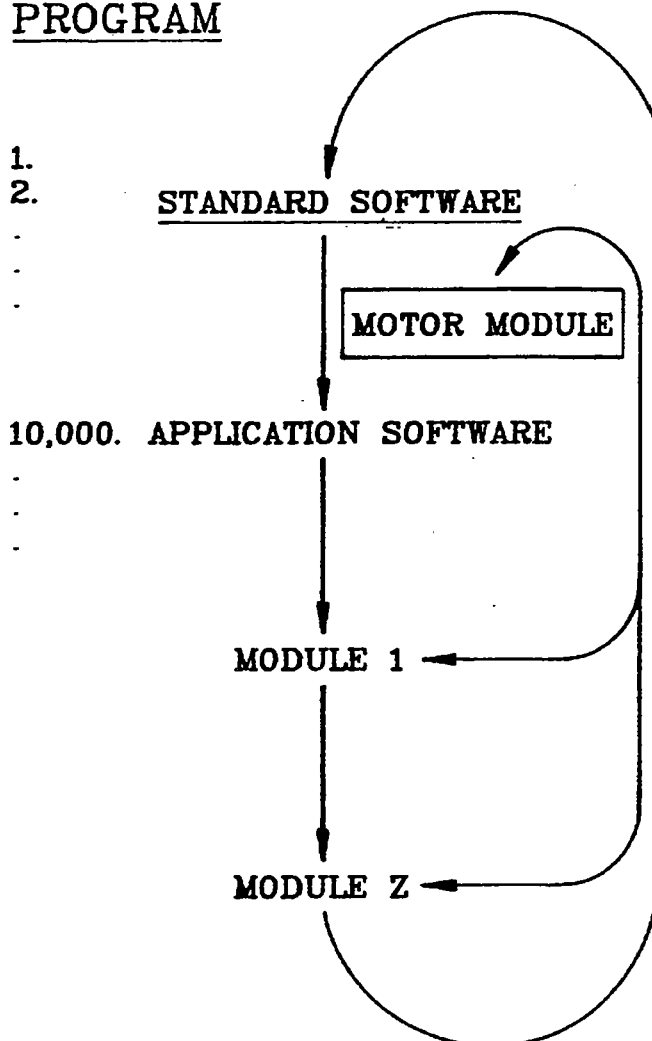 PROGRAM
1.
2.
STANDARD SOFTWARE
-
-
-
MOTOR MODULE
10,000. APPLICATION SOFTWARE
-
-
-
MODULE 1
MODULE Z